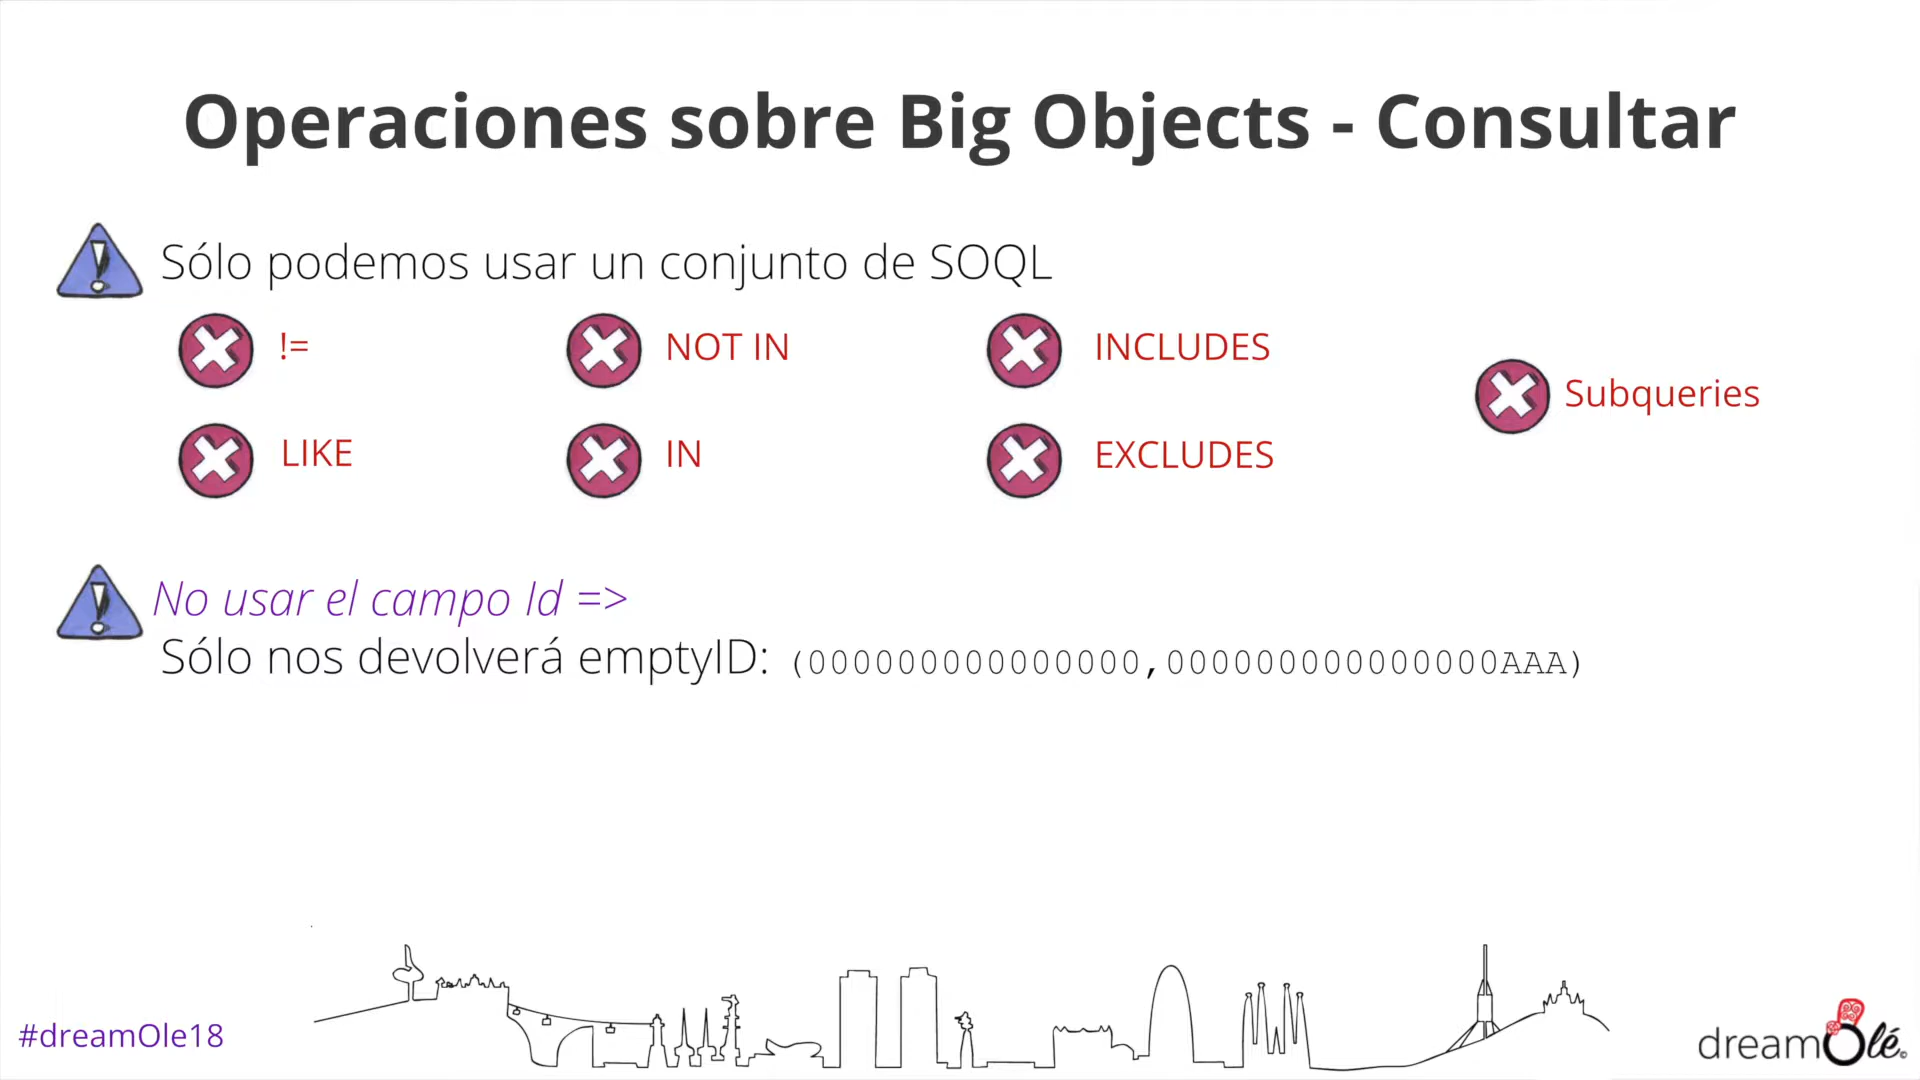 Operaciones sobre Big Objects - Consultar
Sólo podemos usar un conjunto de SOQL
!=
NOT IN
INCLUDES
Subqueries
LIKE
IN
EXCLUDES
No usar el campo Id =>
Sólo nos devolverá emptyID: (000000000000000,000000000000000AAA)
#dreamOle18
dreamOlé